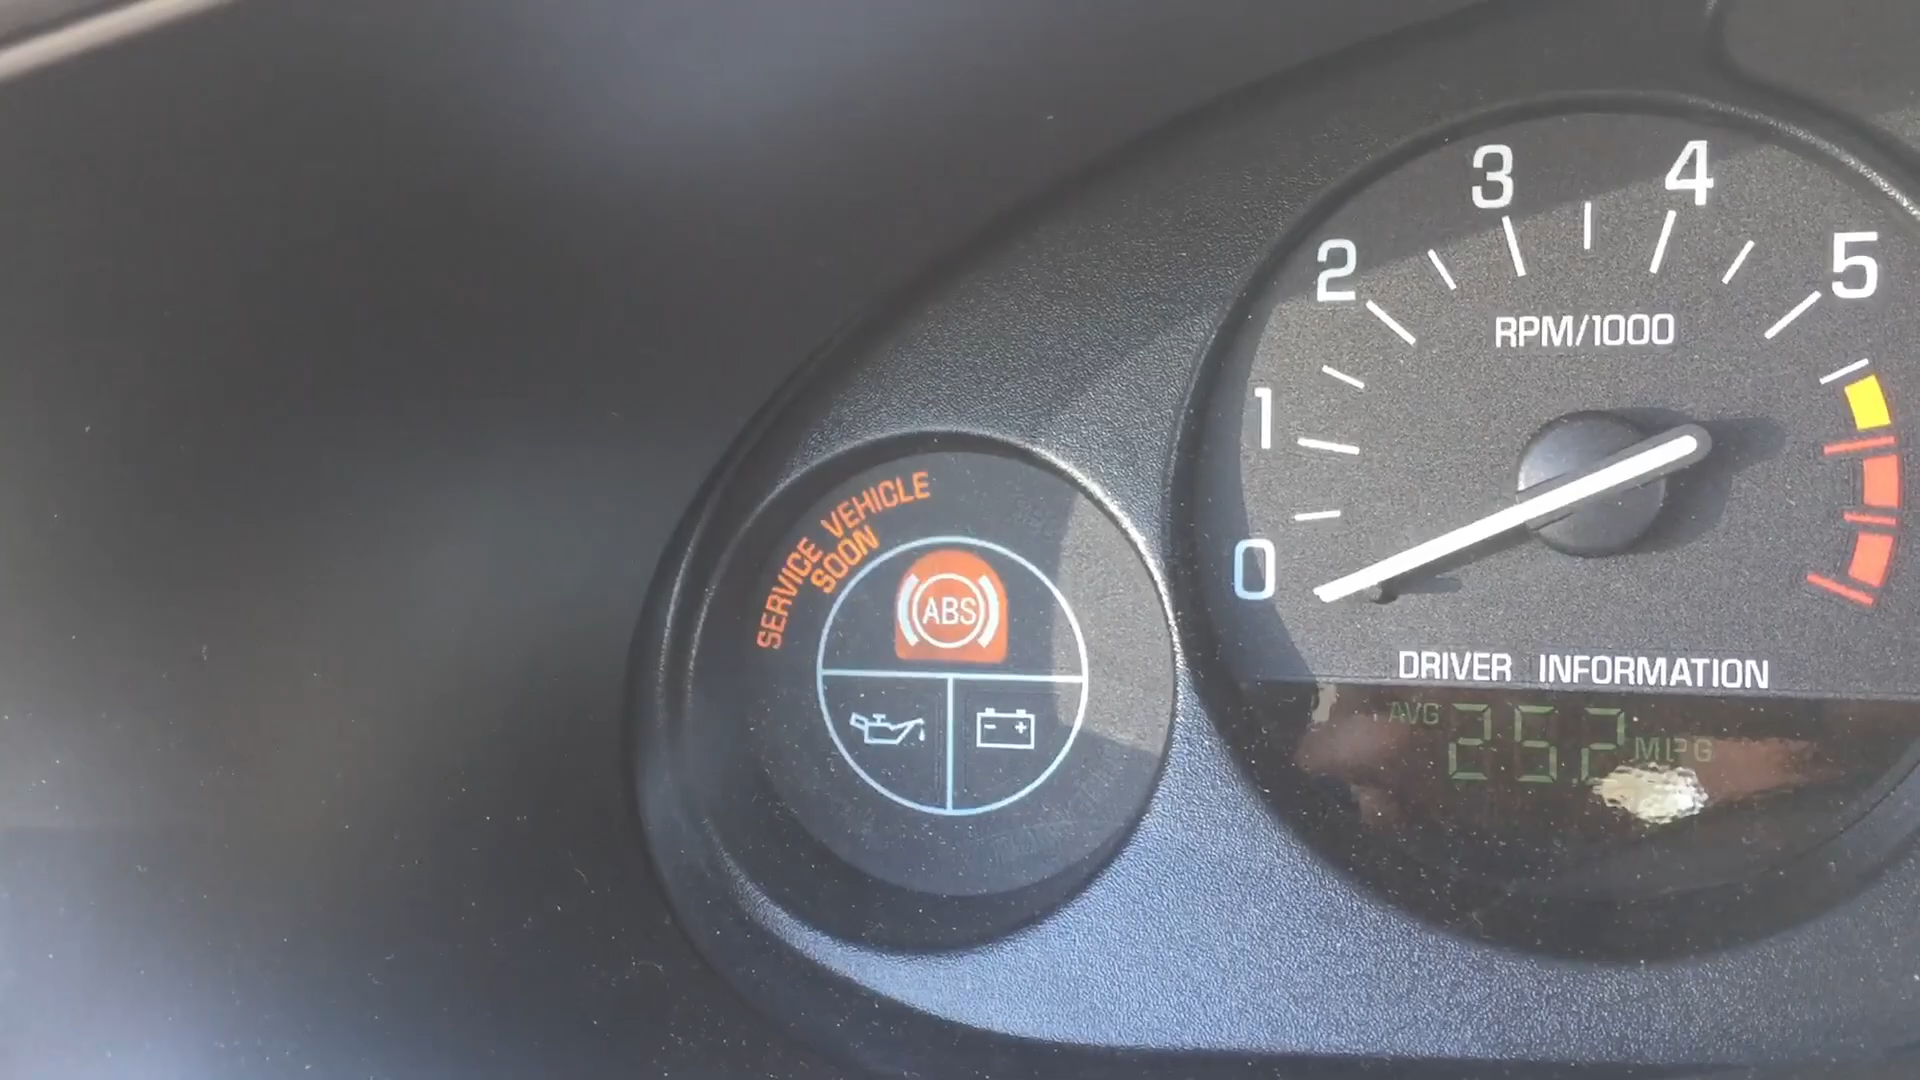 SERVICE VEHICLE
SOON
ABS
- +
0
1
2
3
4
5
RPM/1000
DRIVER INFORMATION
AVG 25.2 MPG